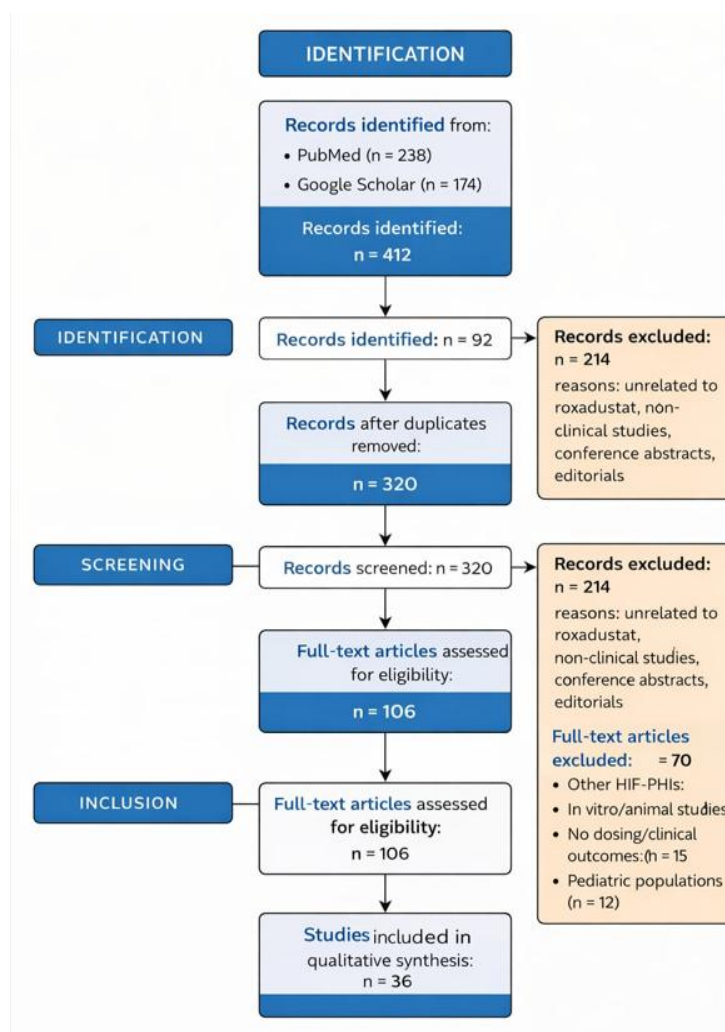 IDENTIFICATION
Records identified from:
• PubMed (n = 238)
• Google Scholar (n = 174)
Records identified:
n = 412
IDENTIFICATION
Records identified: n = 92
Records excluded:
n = 214
reasons: unrelated to
roxadustat, non-
clinical studies,
conference abstracts,
editorials
Records after duplicates
removed:
n = 320
SCREENING
Records screened: n = 320
Records excluded:
n = 214
reasons: unrelated to
roxadustat,
non-clinical studies,
conference abstracts,
editorials
Full-text articles
excluded: = 70
• Other HIF-PHIs:
• In vitro/animal studies
• No dosing/clinical
outcomes:(h = 15
• Pediatric populations
(n = 12)
Full-text articles assessed
for eligibility:
n = 106
INCLUSION
Full-text articles assessed
for eligibility:
n = 106
Studies included in
qualitative synthesis:
n = 36